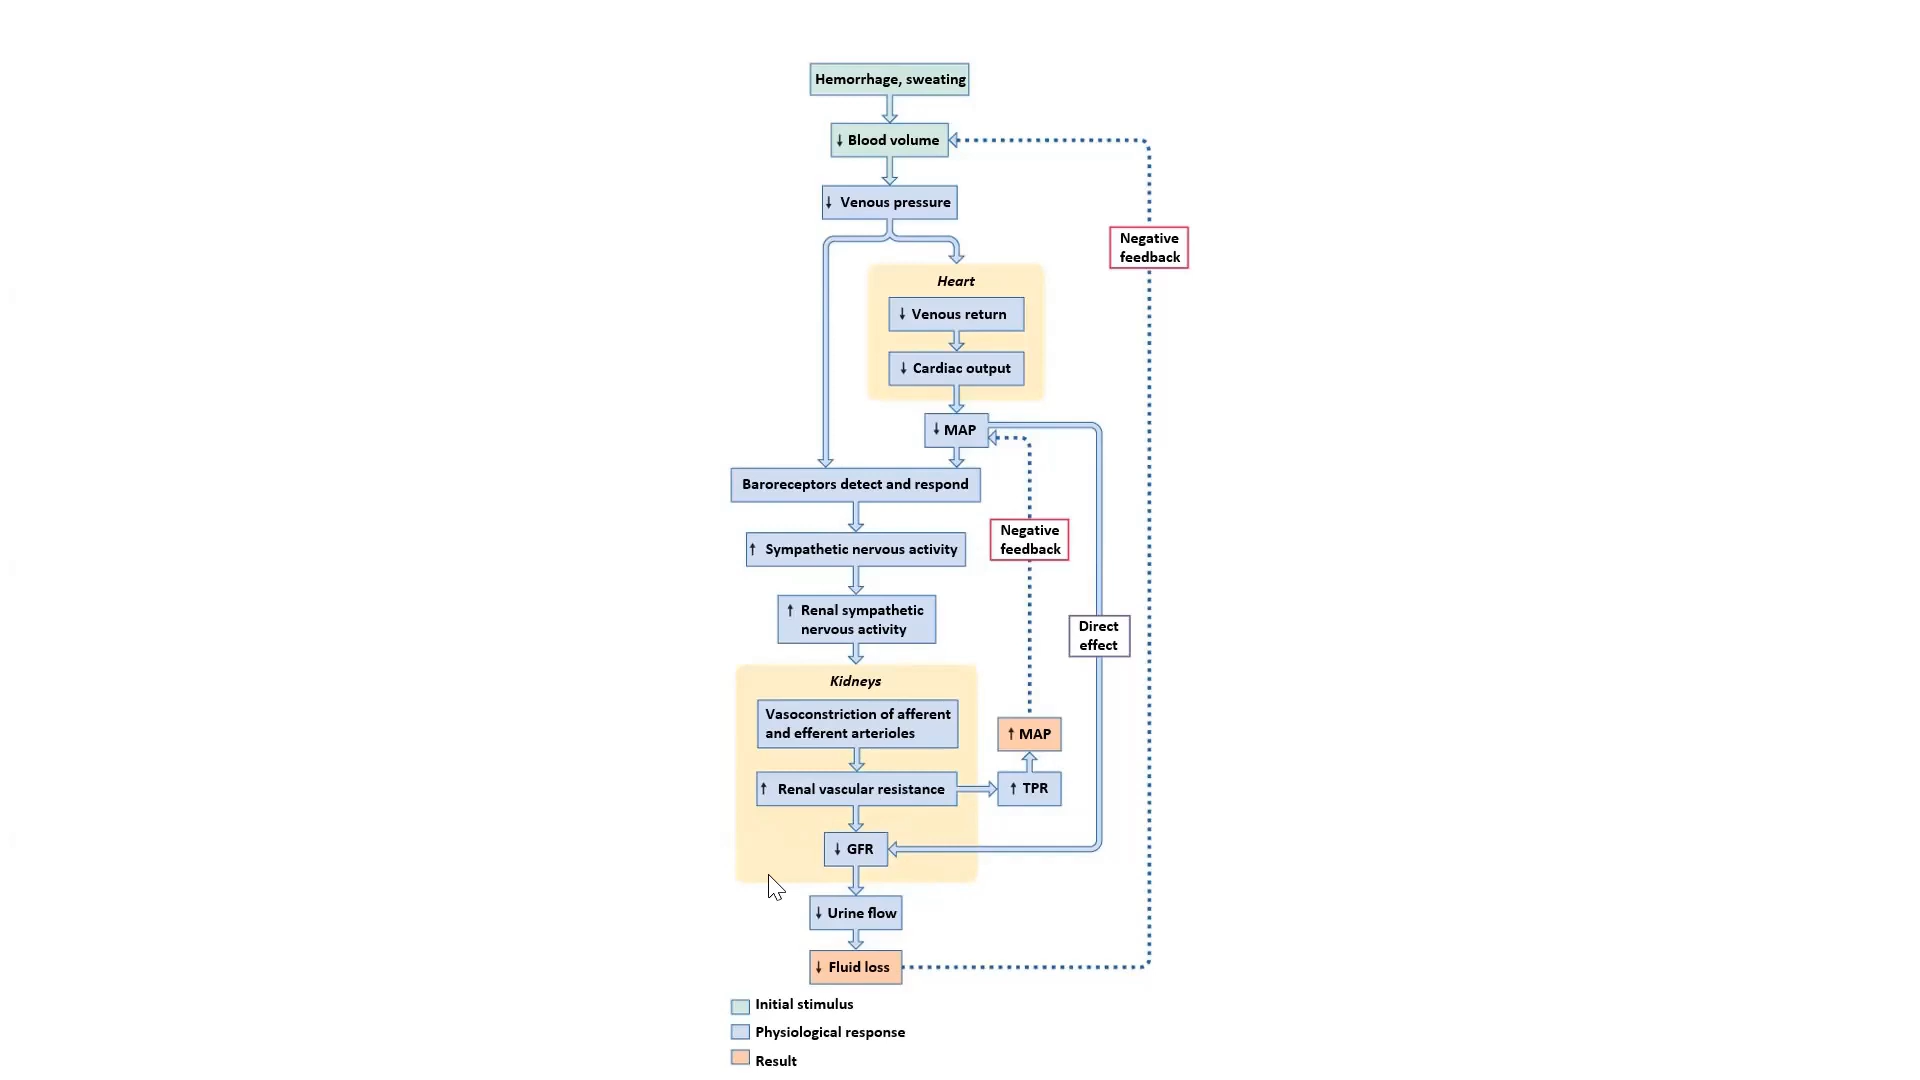 Hemorrhage, sweating
↓ Blood volume
↓ Venous pressure
Negative
feedback
Heart
↓ Venous return
↓ Cardiac output
↓ MAP
Baroreceptors detect and respond
Negative
feedback
↑ Sympathetic nervous activity
↑ Renal sympathetic
nervous activity
Direct
effect
Kidneys
Vasoconstriction of afferent
and efferent arterioles
↑ MAP
↑ Renal vascular resistance
↑ TPR
↓ GFR
↓ Urine flow
↓ Fluid loss
Initial stimulus
Physiological response
Result